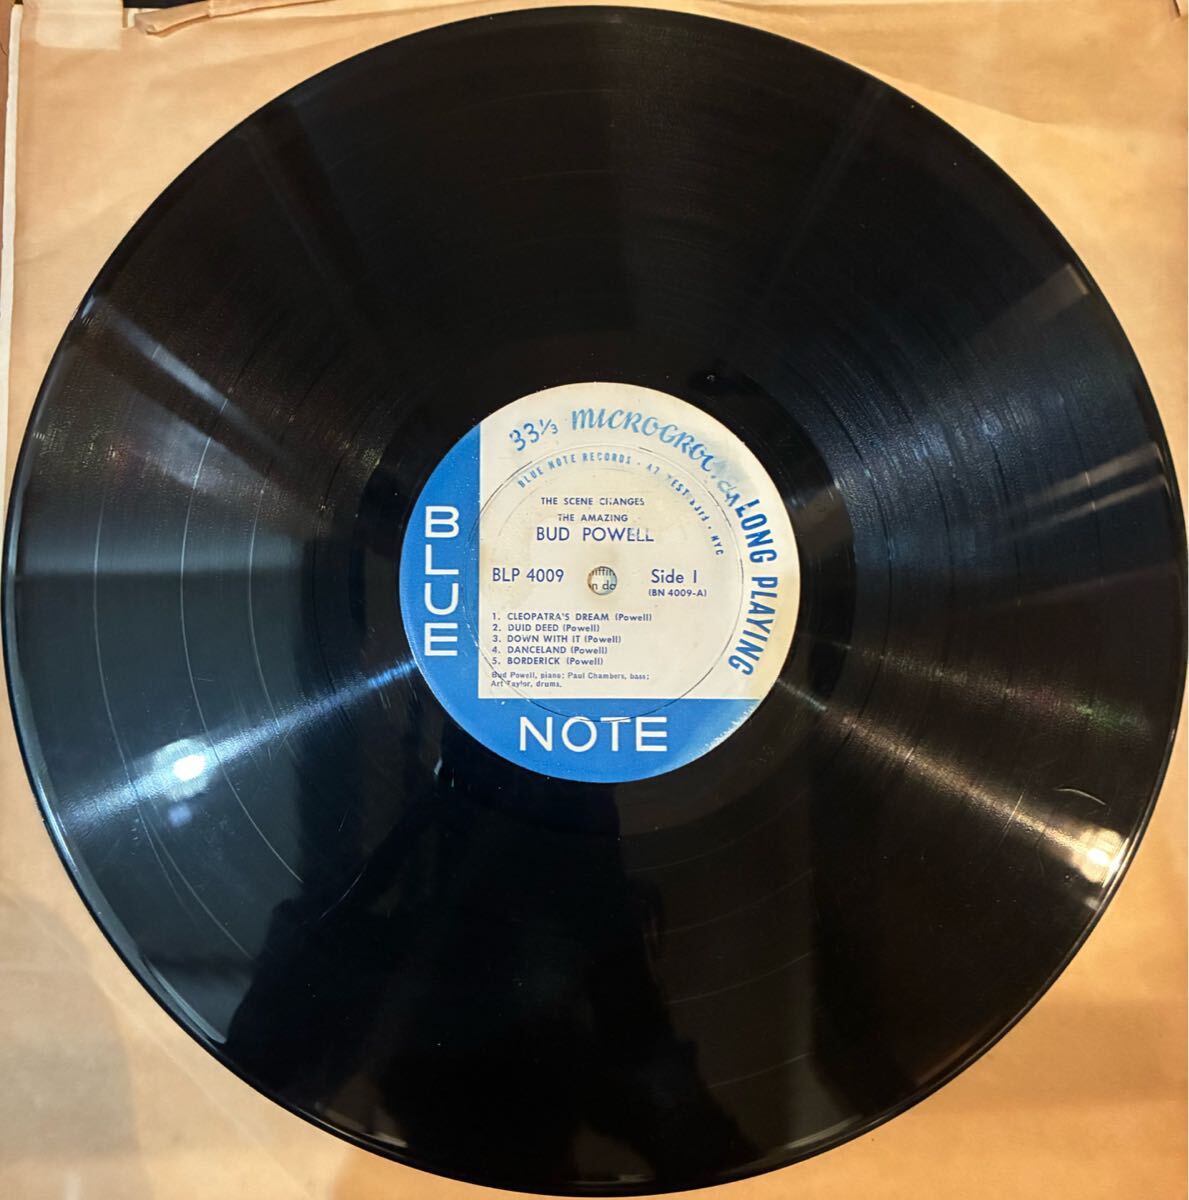 33⅓ MICROGROO
LONG PLAYING
BLUE NOTE RECORDS · 47 WEST 63rd · NYC
THE SCENE CHANGES
THE AMAZING
BUD POWELL
BLP 4009
Side 1
(BN 4009-A)
1. CLEOPATRA'S DREAM (Powell)
2. DUID DEED (Powell)
3. DOWN WITH IT (Powell)
4. DANCELAND (Powell)
5. BORDERICK (Powell)
Bud Powell, piano; Paul Chambers, bass;
Art Taylor, drums.
BLUE
NOTE